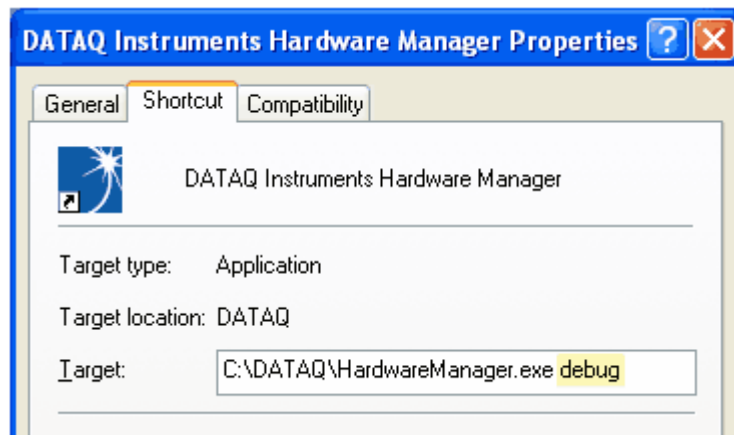 DATAQ Instruments Hardware Manager Properties ?
General Shortcut Compatibility
DATAQ Instruments Hardware Manager
Target type: Application
Target location: DATAQ
Target: C:\DATAQ\HardwareManager.exe debug